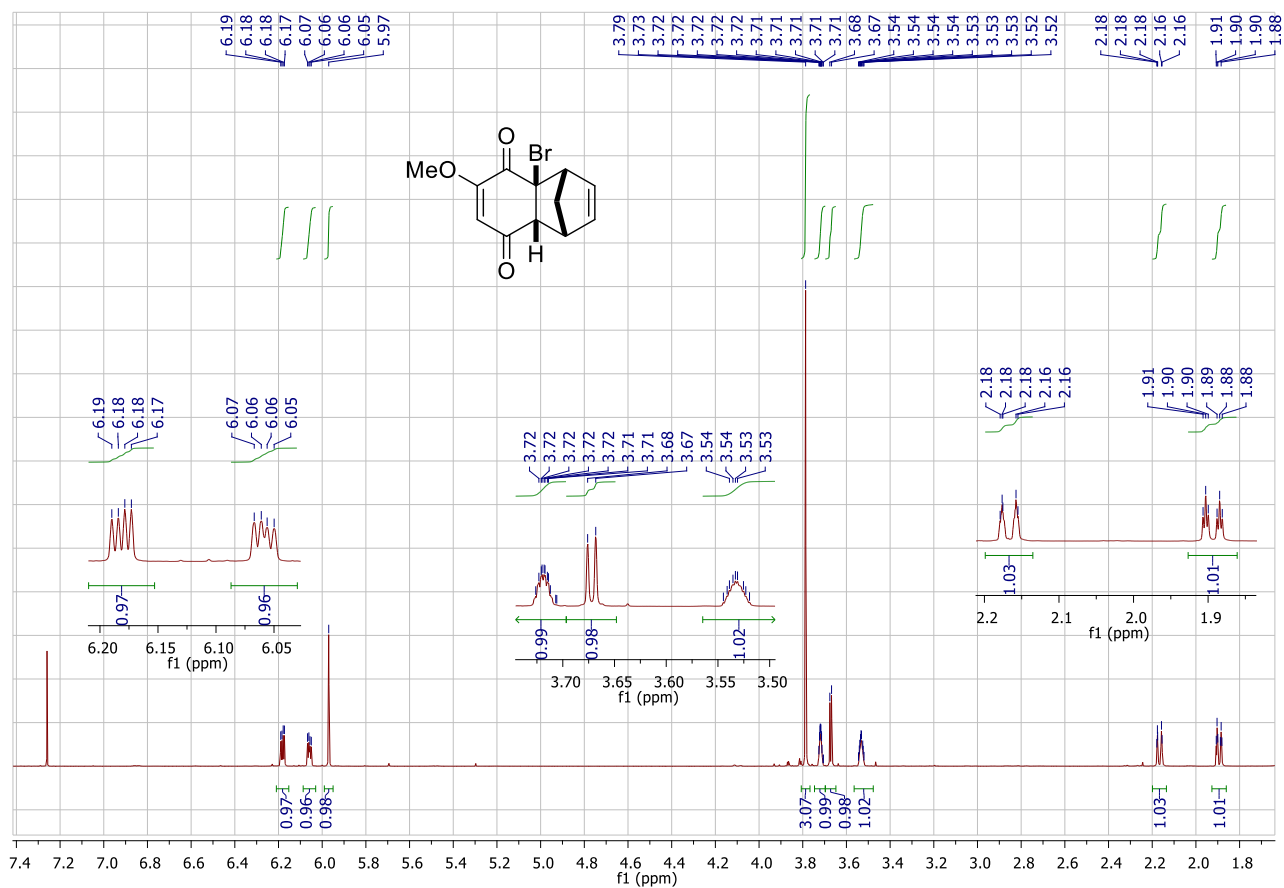 6.19 6.18 6.18 6.17 6.07 6.06 6.06 6.05 5.97
3.79 3.73 3.72 3.72 3.72 3.72 3.72 3.72 3.71 3.71 3.71 3.71 3.71 3.68 3.67 3.54 3.54 3.54 3.54 3.53 3.53 3.53 3.52 3.52
2.18 2.18 2.18 2.16 2.16
1.91 1.90 1.90 1.88
O
Br
MeO
O
H
6.19 6.18 6.18 6.17 6.07 6.06 6.06 6.05
0.97 0.96
6.20 6.15 6.10 6.05
f1 (ppm)
3.72 3.72 3.72 3.72 3.72 3.71 3.71 3.68 3.67 3.54 3.54 3.53 3.53
0.99 0.98 1.02
3.70 3.65 3.60 3.55 3.50
f1 (ppm)
2.18 2.18 2.18 2.16 2.16 1.91 1.90 1.90 1.89 1.88 1.88
1.03 1.01
2.2 2.1 2.0 1.9
f1 (ppm)
0.97 0.96 0.98 3.07 0.99 0.98 1.02 1.03 1.01
7.4 7.2 7.0 6.8 6.6 6.4 6.2 6.0 5.8 5.6 5.4 5.2 5.0 4.8 4.6 4.4 4.2 4.0 3.8 3.6 3.4 3.2 3.0 2.8 2.6 2.4 2.2 2.0 1.8
f1 (ppm)